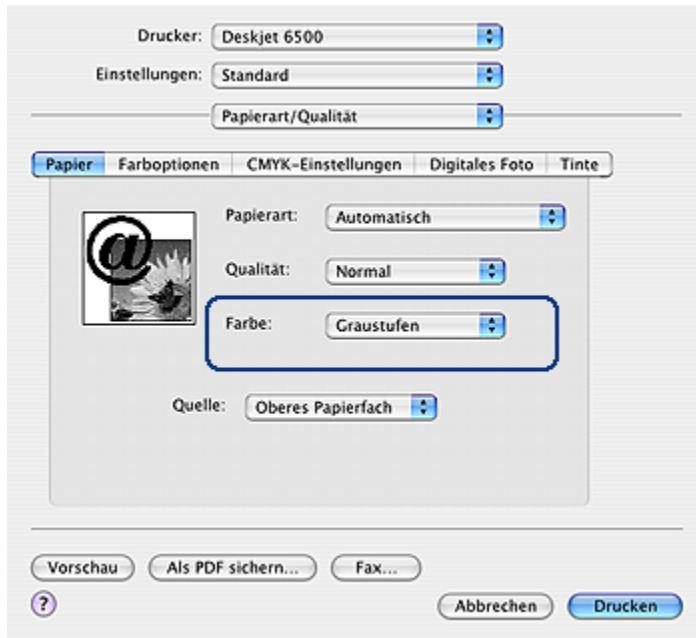 Drucker: Deskjet 6500
Einstellungen: Standard
Papierart/Qualität
Papier Farboptionen CMYK-Einstellungen Digitales Foto Tinte
@
Papierart: Automatisch
Qualität: Normal
Farbe: Graustufen
Quelle: Oberes Papierfach
Vorschau Als PDF sichern... Fax...
? Abbrechen Drucken